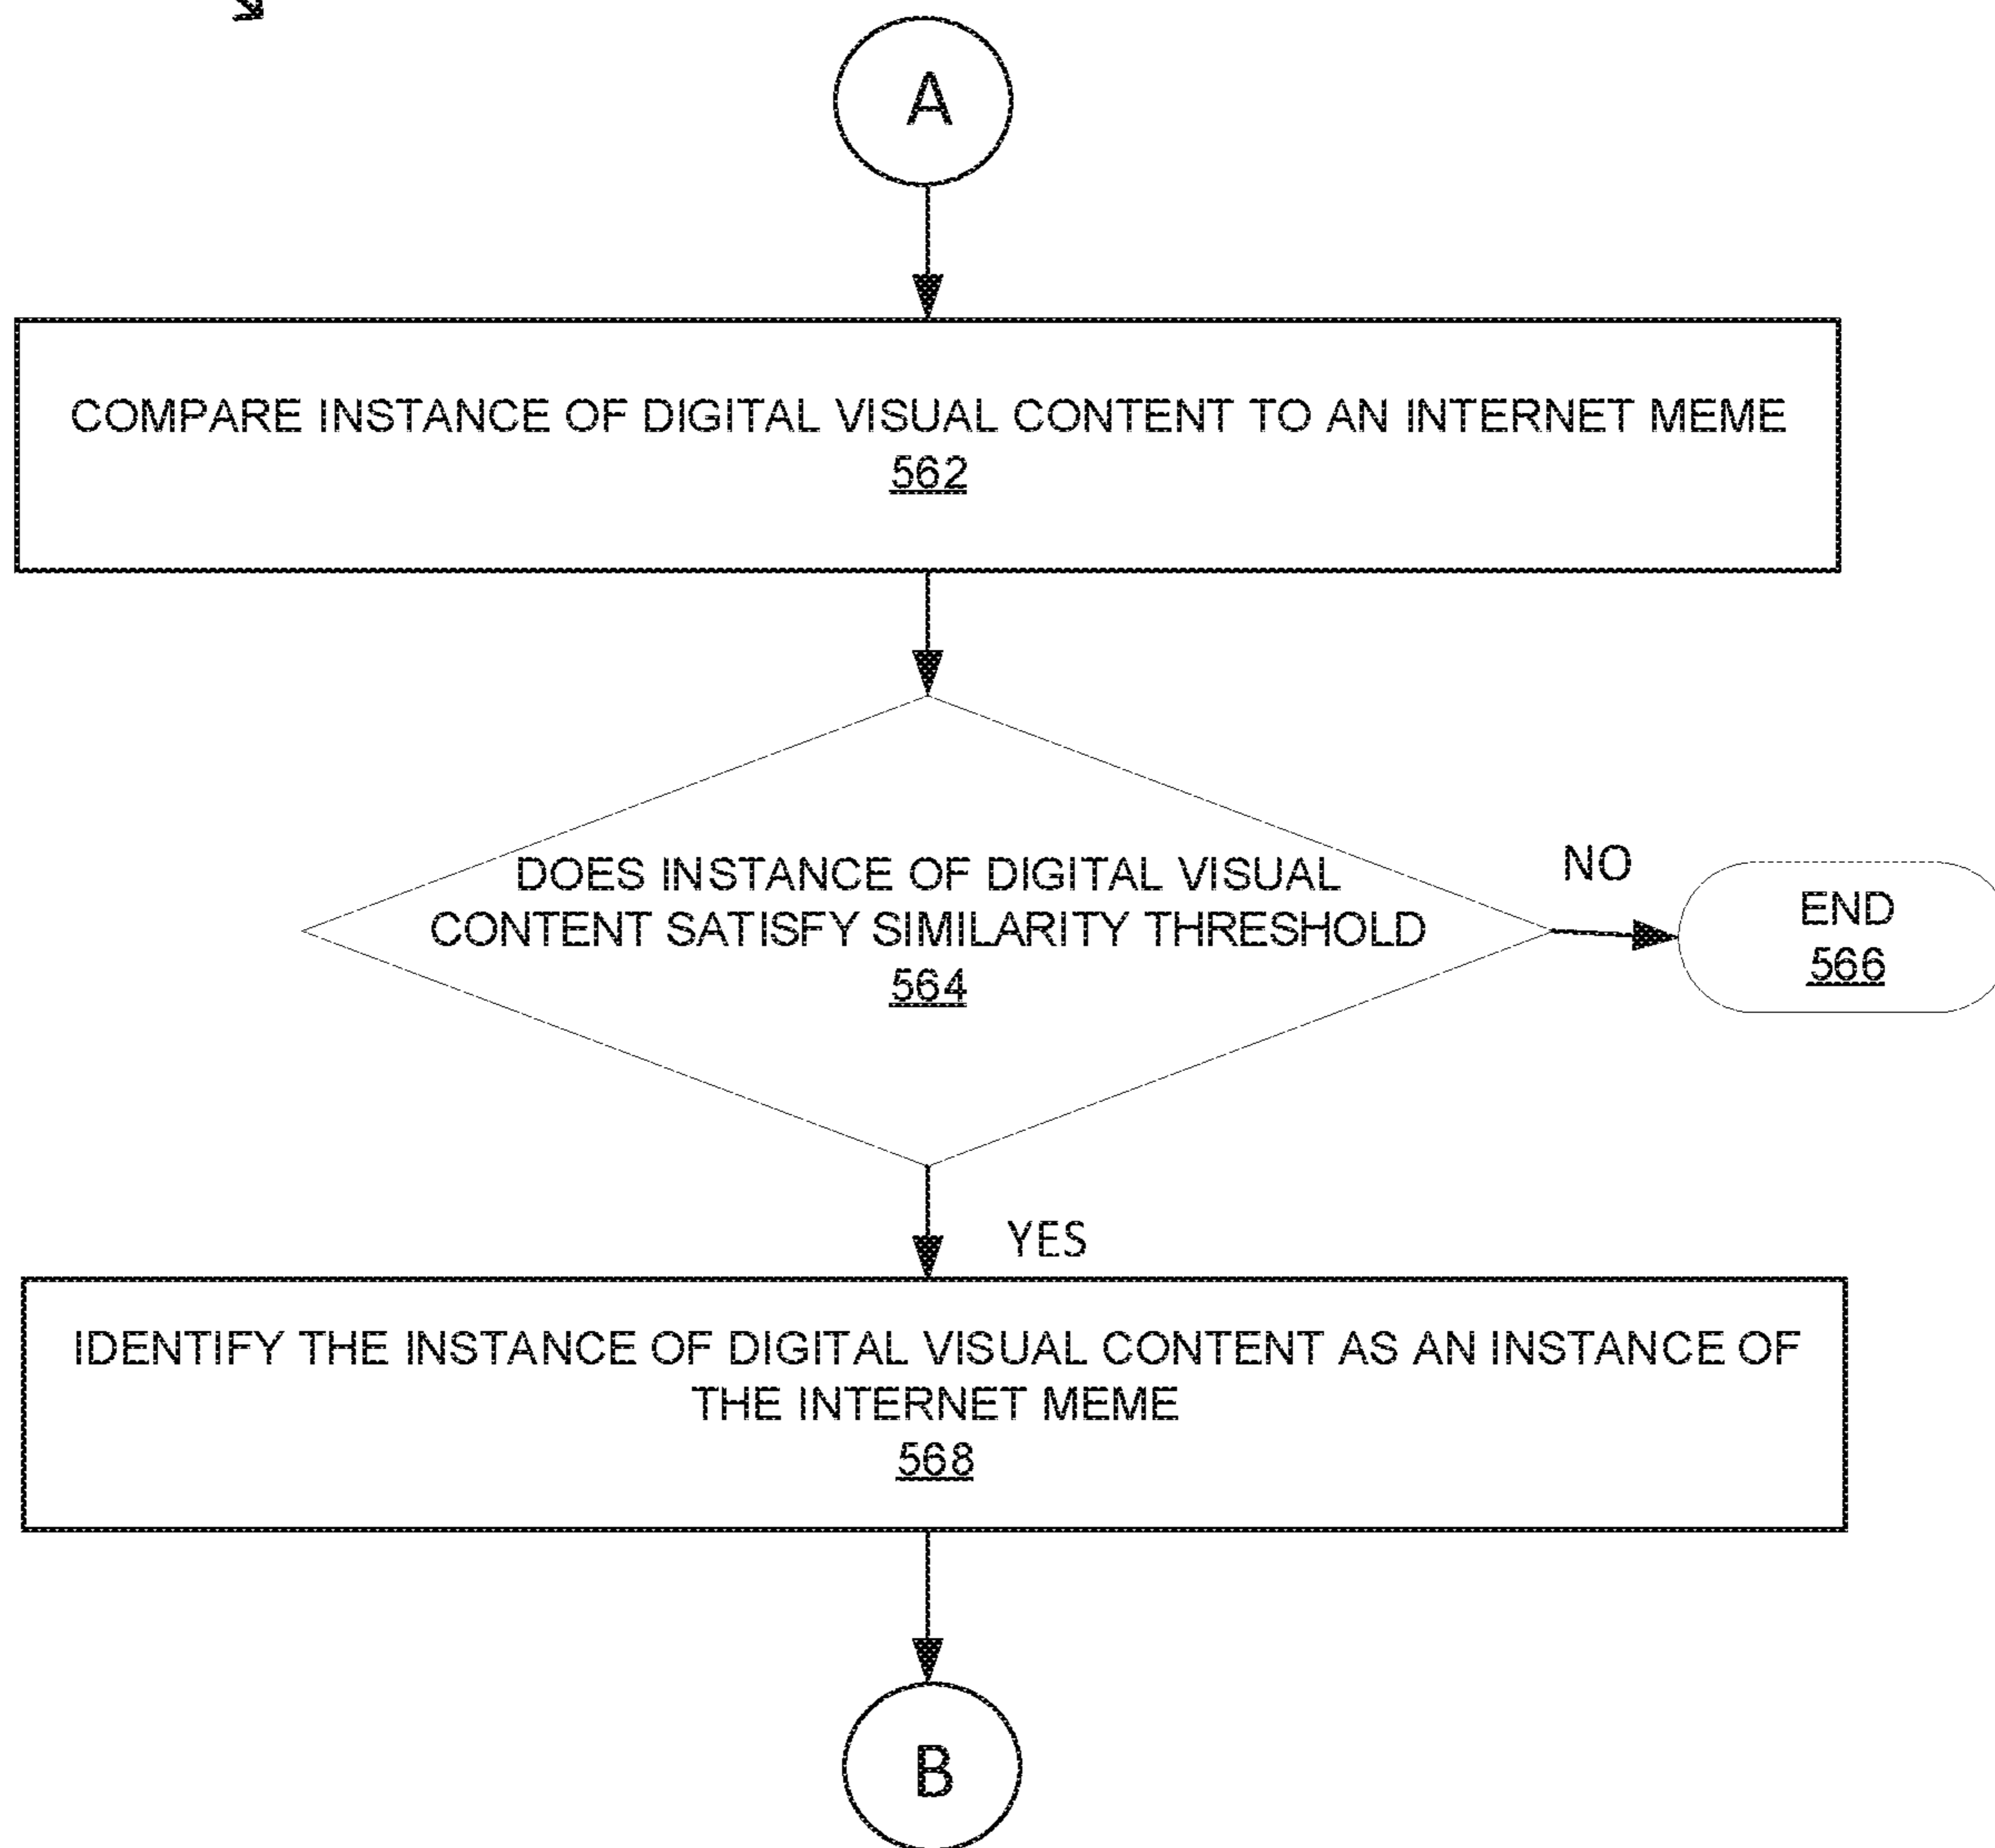 A
COMPARE INSTANCE OF DIGITAL VISUAL CONTENT TO AN INTERNET MEME
562
DOES INSTANCE OF DIGITAL VISUAL
CONTENT SATISFY SIMILARITY THRESHOLD
564
NO
END
566
YES
IDENTIFY THE INSTANCE OF DIGITAL VISUAL CONTENT AS AN INSTANCE OF
THE INTERNET MEME
568
B